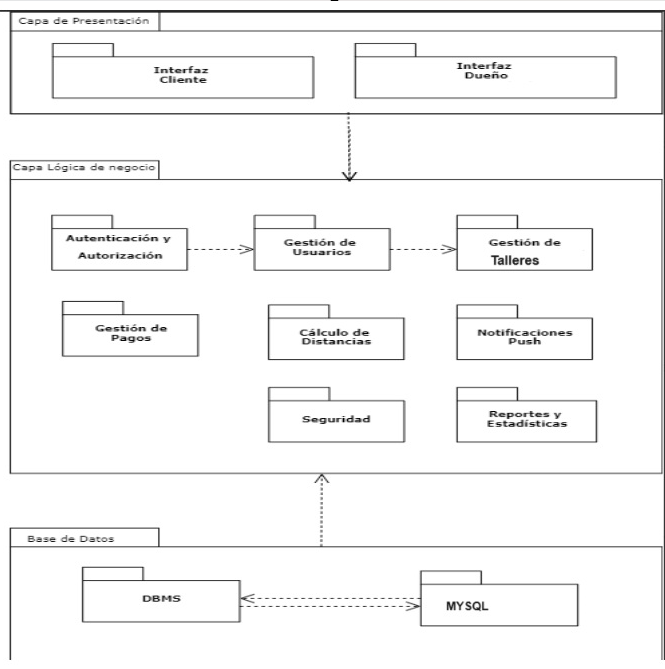 Capa de Presentación
Interfaz
Cliente
Interfaz
Dueño
Capa Lógica de negocio
Autenticación y
Autorización
Gestión de
Usuarios
Gestión de
Talleres
Gestión de
Pagos
Cálculo de
Distancias
Notificaciones
Push
Seguridad
Reportes y
Estadísticas
Base de Datos
DBMS
MYSQL